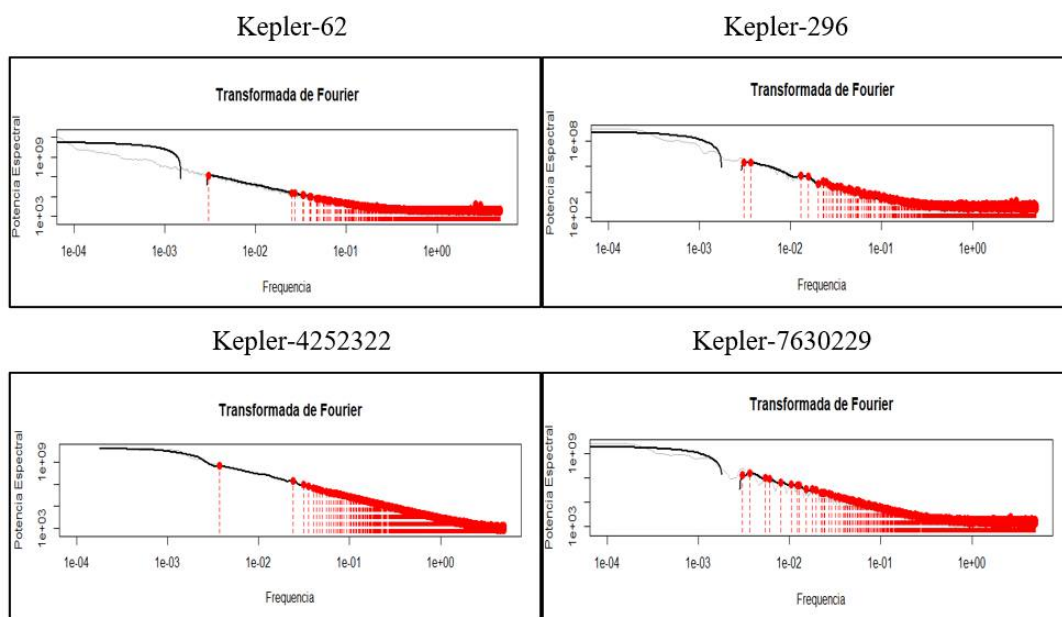 Kepler-62
Kepler-296
Transformada de Fourier
Potencia Espectral
1e+03 1e+09
1e-04 1e-03 1e-02 1e-01 1e+00
Frequencia
Transformada de Fourier
Potencia Espectral
1e+02 1e+08
1e-04 1e-03 1e-02 1e-01 1e+00
Frequencia
Kepler-4252322
Kepler-7630229
Transformada de Fourier
Potencia Espectral
1e+03 1e+09
1e-04 1e-03 1e-02 1e-01 1e+00
Frequencia
Transformada de Fourier
Potencia Espectral
1e+03 1e+09
1e-04 1e-03 1e-02 1e-01 1e+00
Frequencia